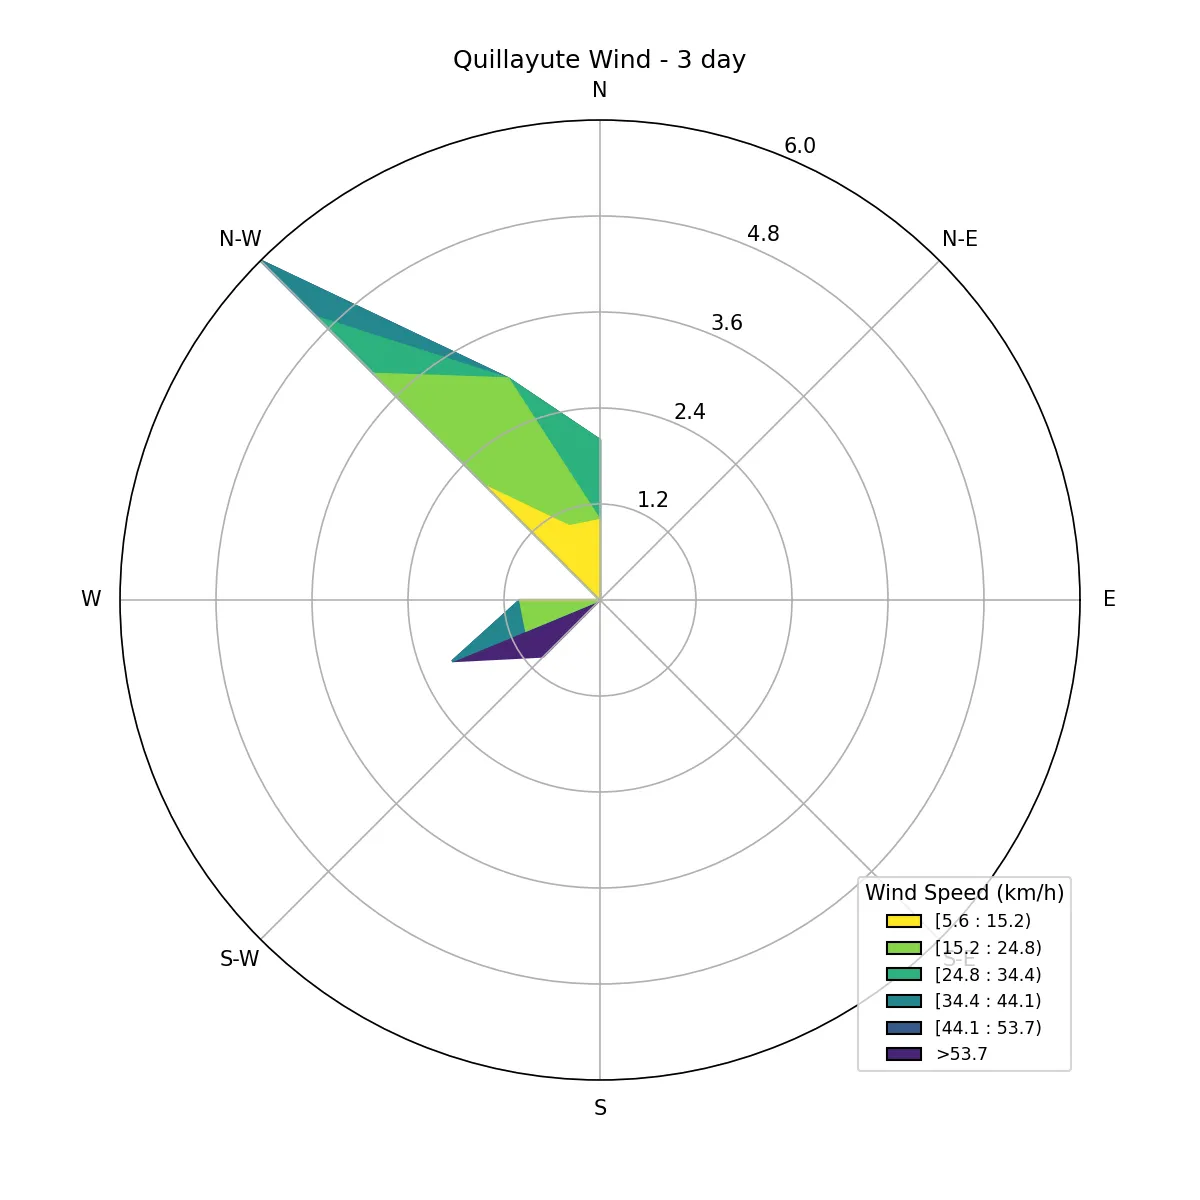 Quillayute Wind - 3 day
N
6.0
4.8
N-W
N-E
3.6
2.4
1.2
W
E
S-W
S-E
S
Wind Speed (km/h)
[5.6 : 15.2)
[15.2 : 24.8)
[24.8 : 34.4)
[34.4 : 44.1)
[44.1 : 53.7)
>53.7